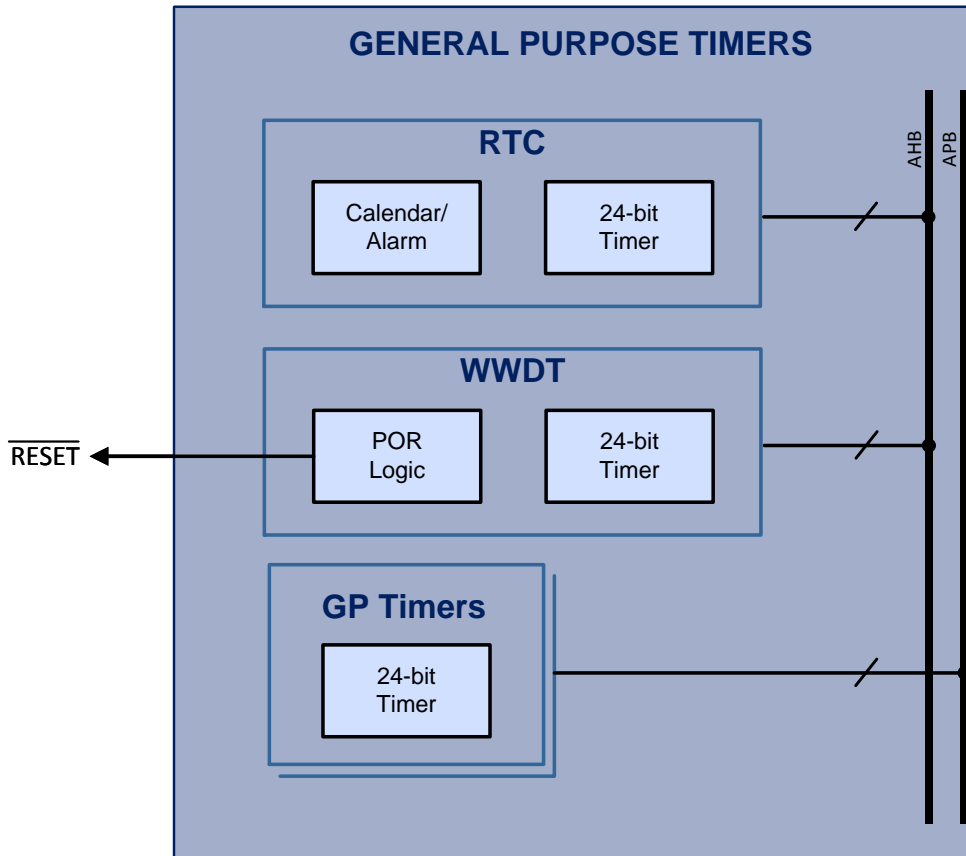 GENERAL PURPOSE TIMERS
AHB
APB
RTC
Calendar/
Alarm
24-bit
Timer
WWDT
RESET
POR
Logic
24-bit
Timer
GP Timers
24-bit
Timer